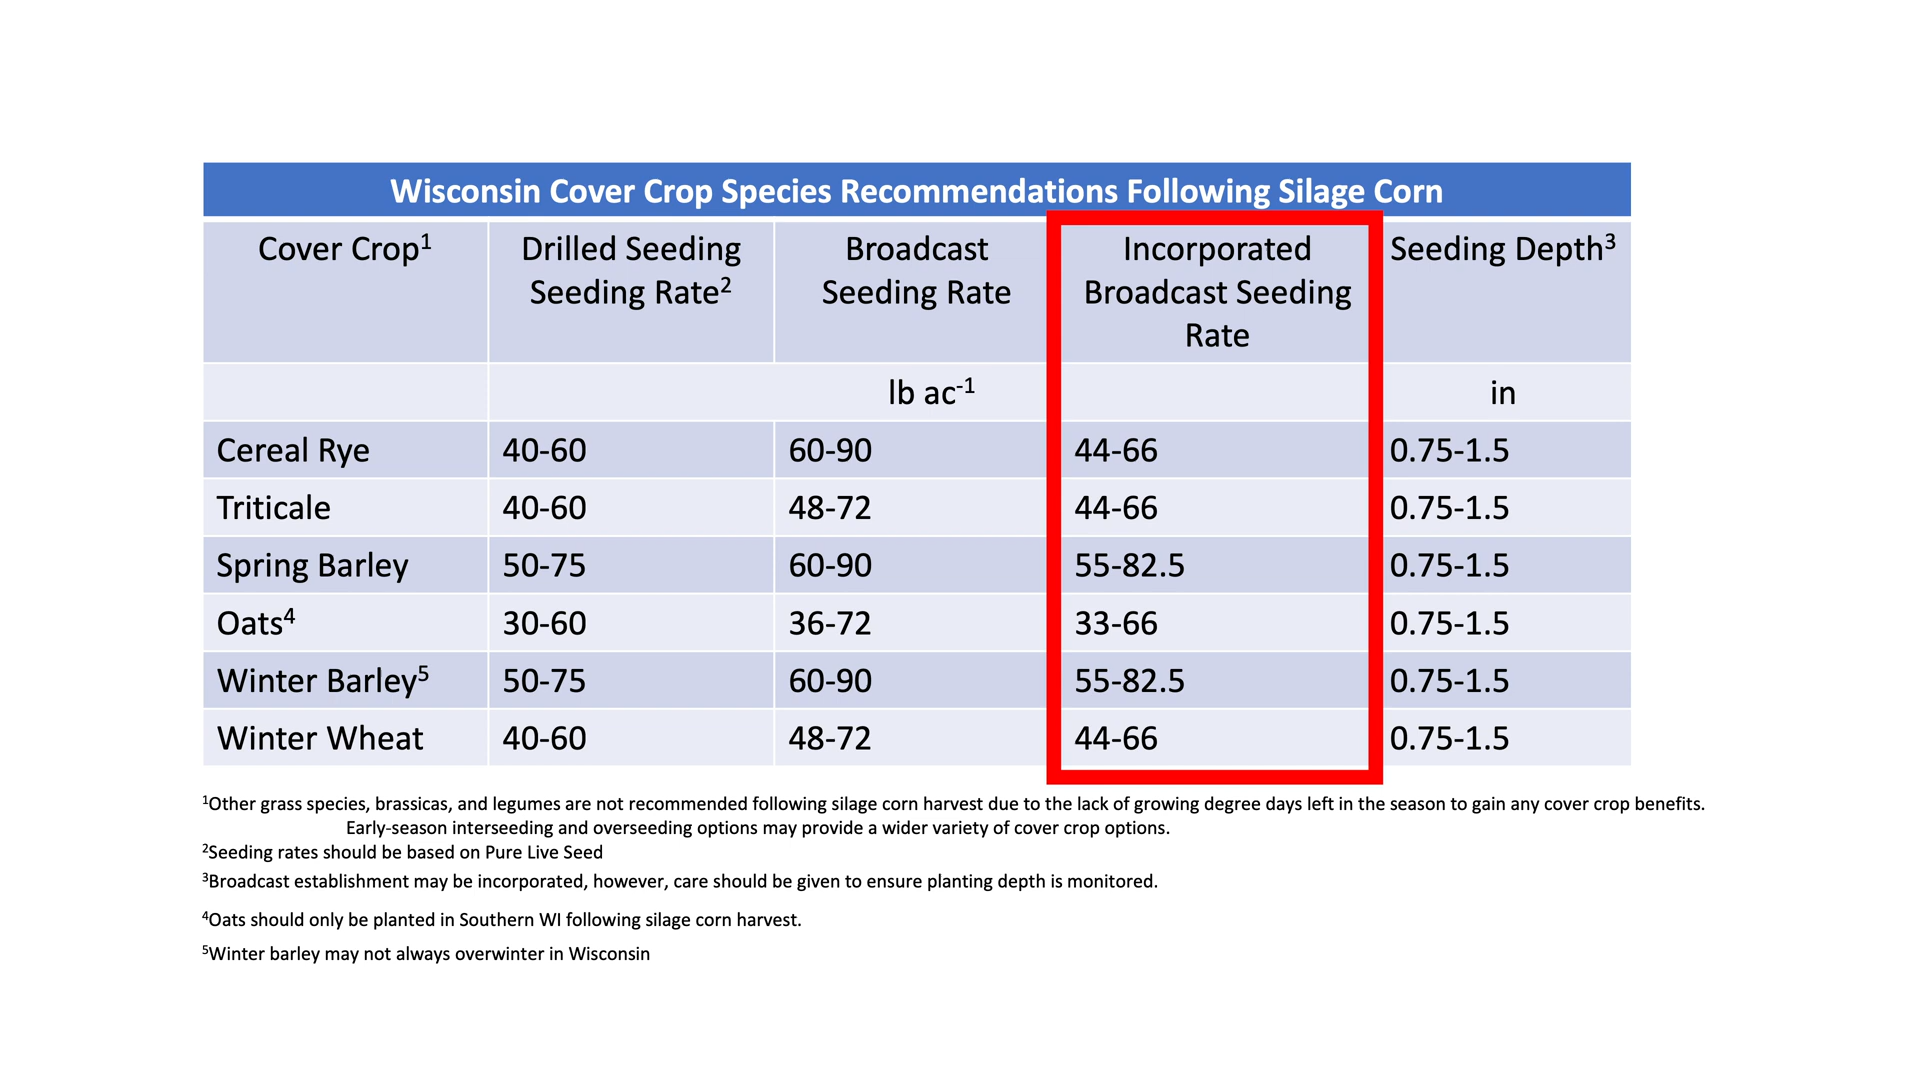 Wisconsin Cover Crop Species Recommendations Following Silage Corn
Cover Crop¹ Drilled Seeding Seeding Rate² Broadcast Seeding Rate Incorporated Broadcast Seeding Rate Seeding Depth³
lb ac⁻¹ in
Cereal Rye 40-60 60-90 44-66 0.75-1.5
Triticale 40-60 48-72 44-66 0.75-1.5
Spring Barley 50-75 60-90 55-82.5 0.75-1.5
Oats⁴ 30-60 36-72 33-66 0.75-1.5
Winter Barley⁵ 50-75 60-90 55-82.5 0.75-1.5
Winter Wheat 40-60 48-72 44-66 0.75-1.5
¹Other grass species, brassicas, and legumes are not recommended following silage corn harvest due to the lack of growing degree days left in the season to gain any cover crop benefits.
Early-season interseeding and overseeding options may provide a wider variety of cover crop options.
²Seeding rates should be based on Pure Live Seed
³Broadcast establishment may be incorporated, however, care should be given to ensure planting depth is monitored.
⁴Oats should only be planted in Southern WI following silage corn harvest.
⁵Winter barley may not always overwinter in Wisconsin